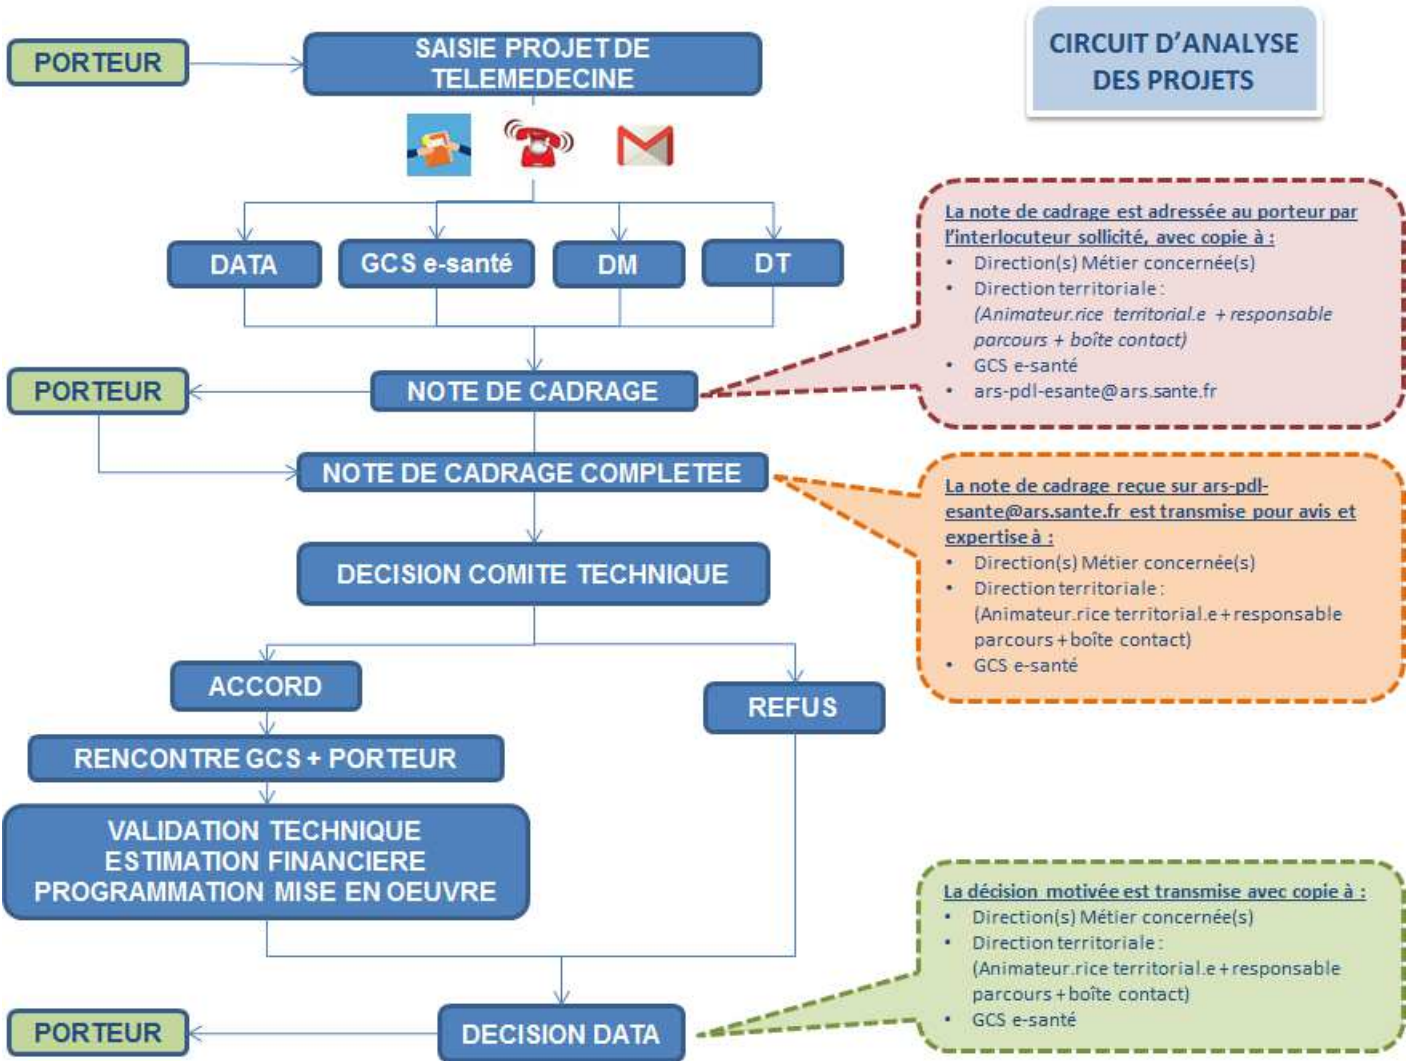 CIRCUIT D'ANALYSE
DES PROJETS
PORTEUR
SAISIE PROJET DE
TELEMEDECINE
DATA
GCS e-santé
DM
DT
La note de cadrage est adressée au porteur par
l'interlocuteur sollicité, avec copie à :
• Direction(s) Métier concernée(s)
• Direction territoriale :
(Animateur.rice territorial.e + responsable
parcours + boîte contact)
• GCS e-santé
• ars-pdl-esante@ars.sante.fr
PORTEUR
NOTE DE CADRAGE
NOTE DE CADRAGE COMPLETEE
La note de cadrage reçue sur ars-pdl-
esante@ars.sante.fr est transmise pour avis et
expertise à :
• Direction(s) Métier concernée(s)
• Direction territoriale :
(Animateur.rice territorial.e + responsable
parcours + boîte contact)
• GCS e-santé
DECISION COMITE TECHNIQUE
ACCORD
REFUS
RENCONTRE GCS + PORTEUR
VALIDATION TECHNIQUE
ESTIMATION FINANCIERE
PROGRAMMATION MISE EN OEUVRE
La décision motivée est transmise avec copie à :
• Direction(s) Métier concernée(s)
• Direction territoriale :
(Animateur.rice territorial.e + responsable
parcours + boîte contact)
• GCS e-santé
PORTEUR
DECISION DATA